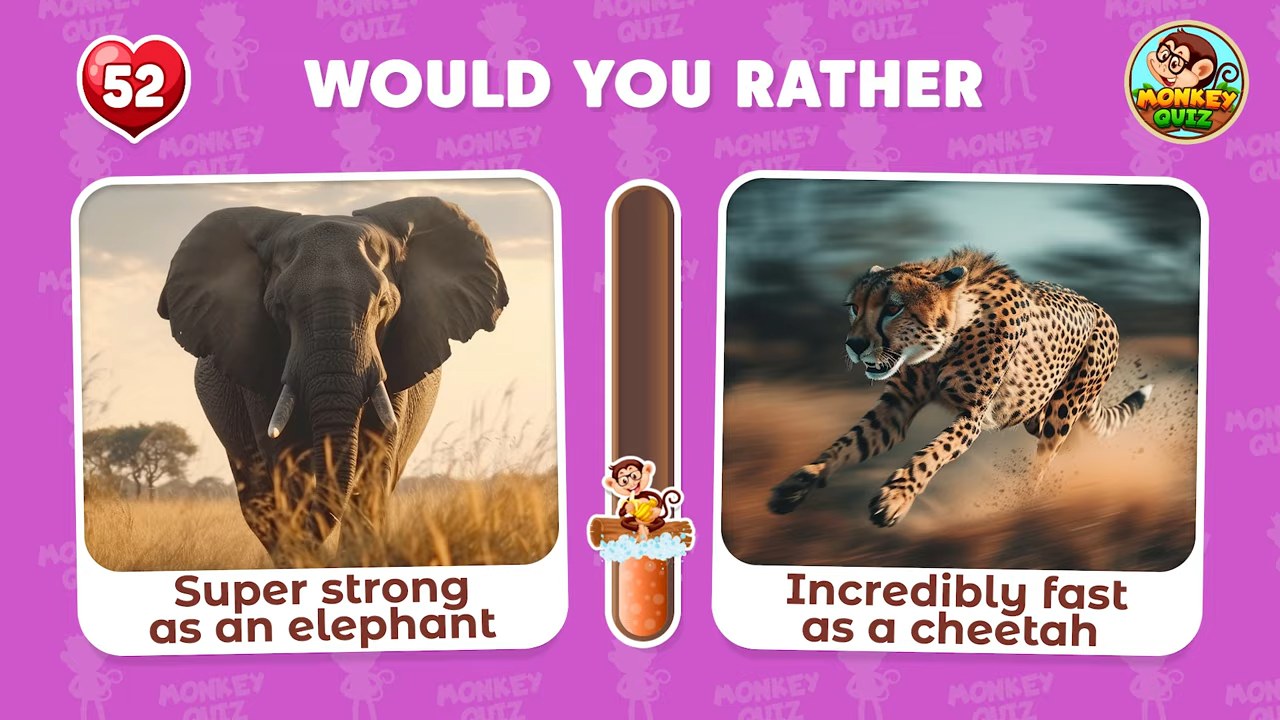 52
WOULD YOU RATHER
MONKEY
QUIZ
Super strong
as an elephant
Incredibly fast
as a cheetah